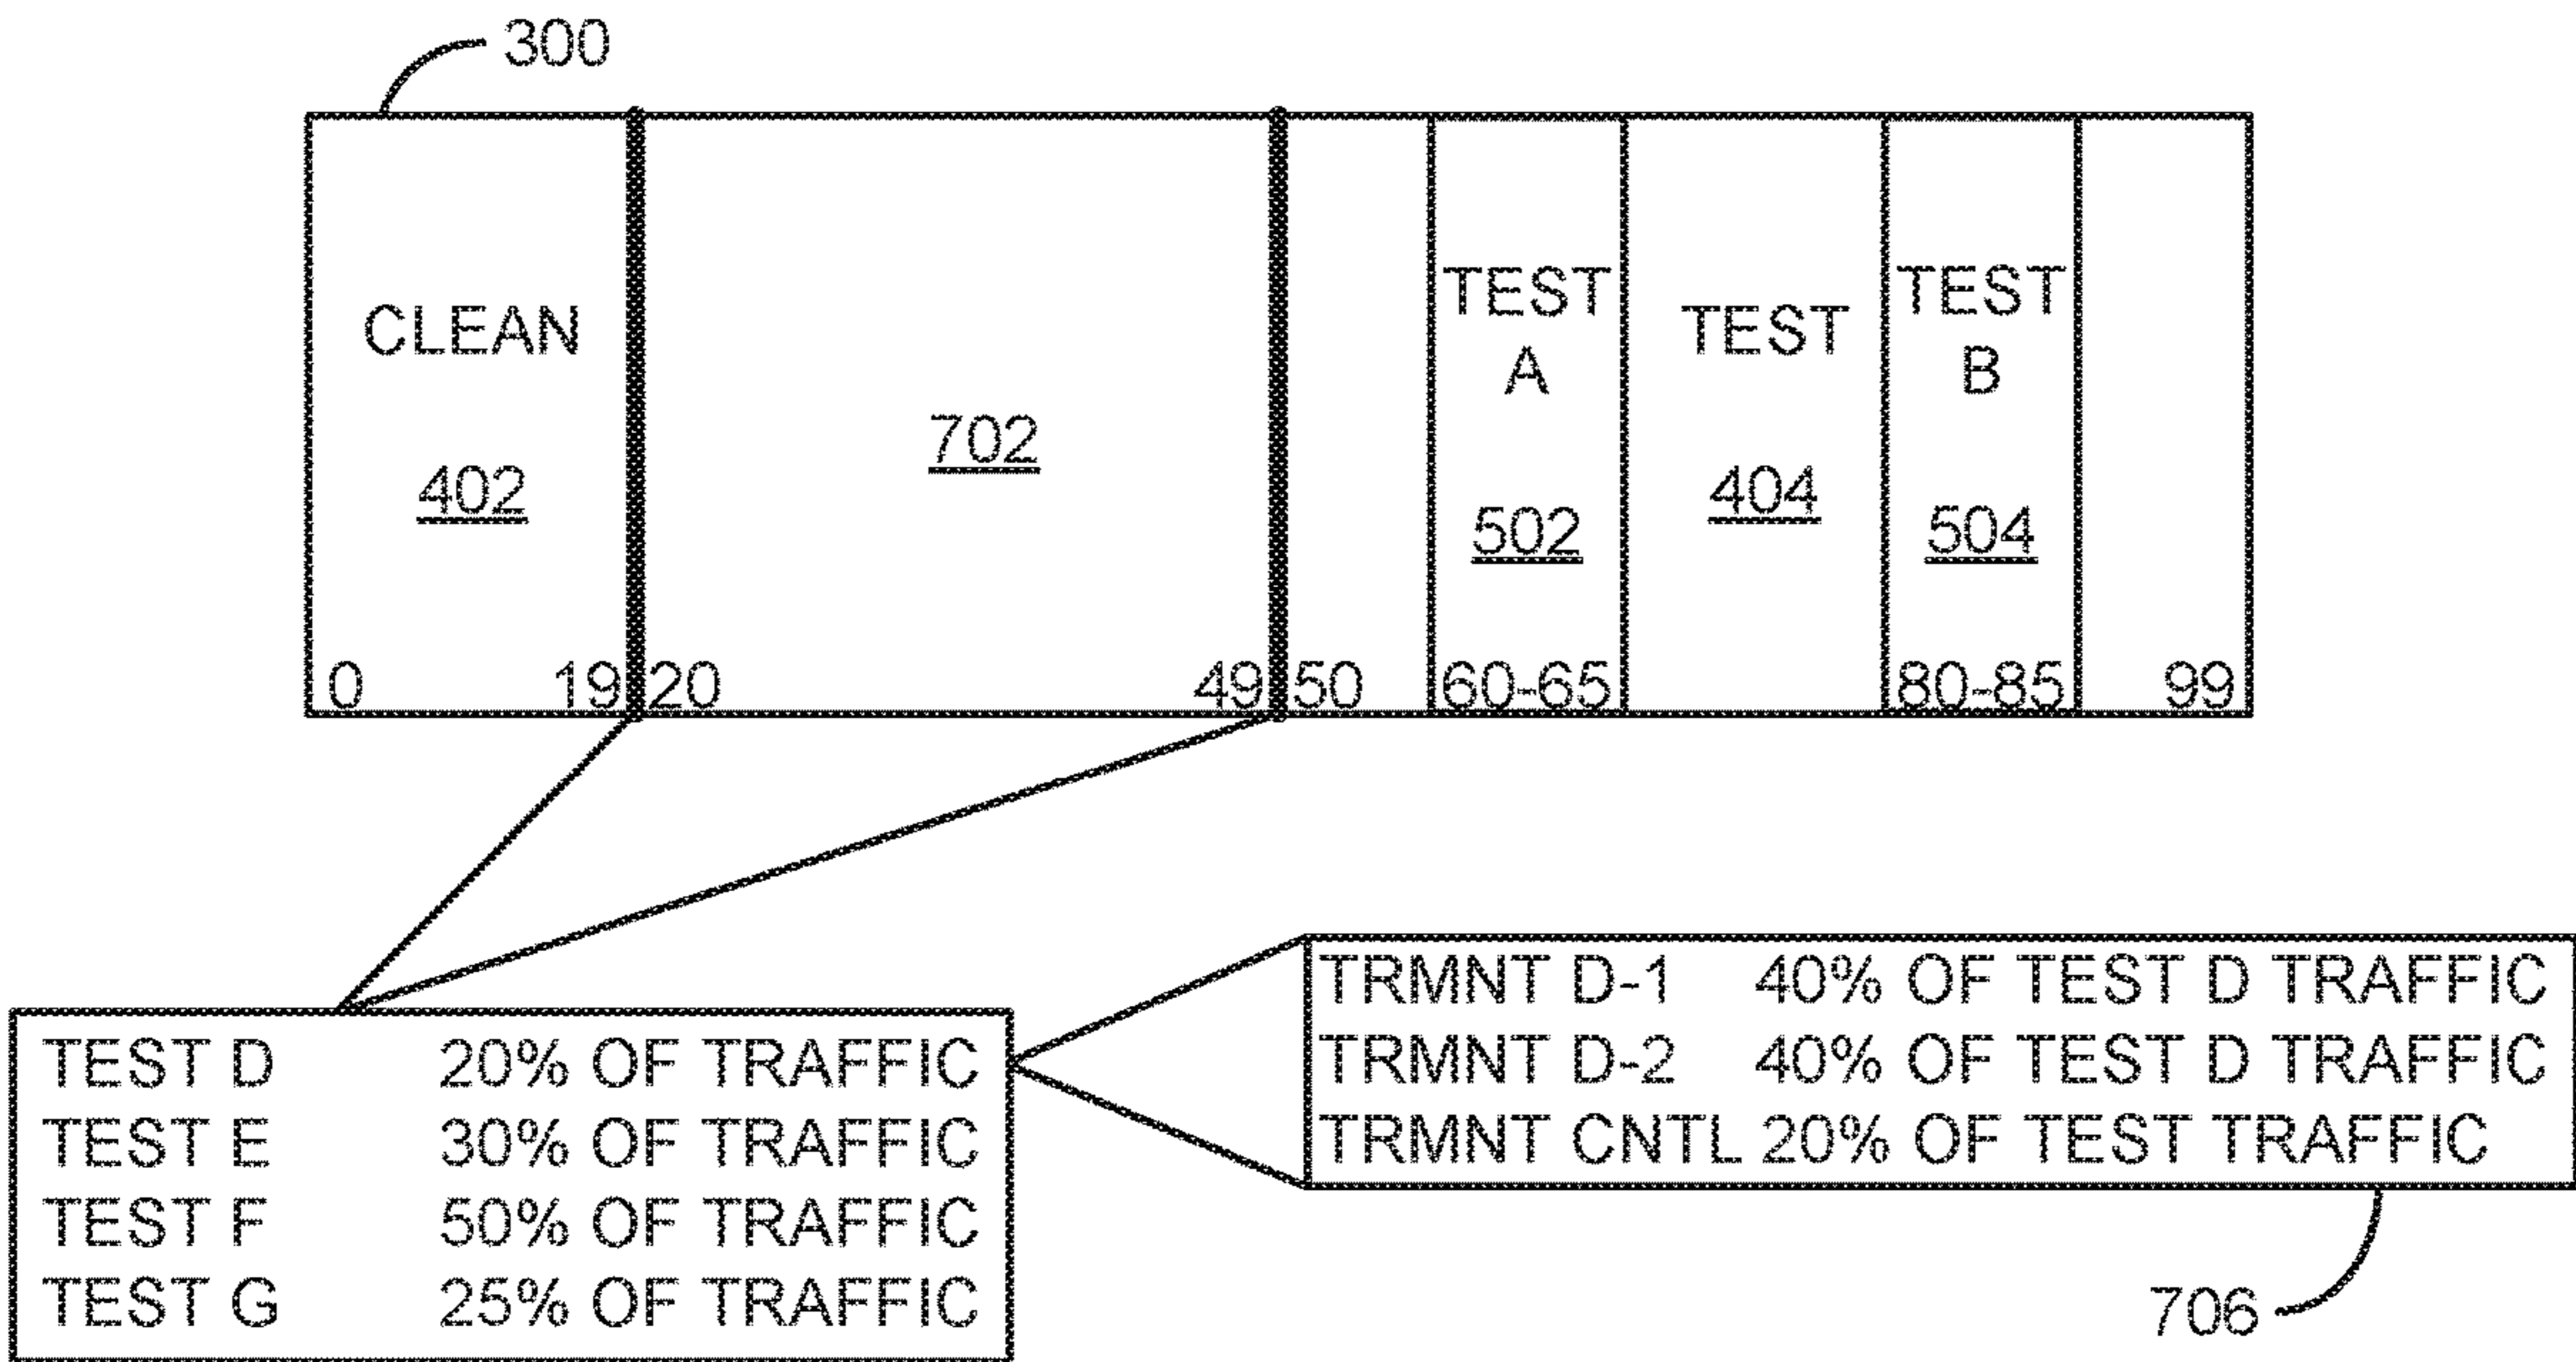 300
CLEAN
402
0
19
20
702
49
50
TEST
A
502
60-65
TEST
404
TEST
B
504
80-85
99
TEST D 20% OF TRAFFIC
TEST E 30% OF TRAFFIC
TEST F 50% OF TRAFFIC
TEST G 25% OF TRAFFIC
TRMNT D-1 40% OF TEST D TRAFFIC
TRMNT D-2 40% OF TEST D TRAFFIC
TRMNT CNTL 20% OF TEST TRAFFIC
706